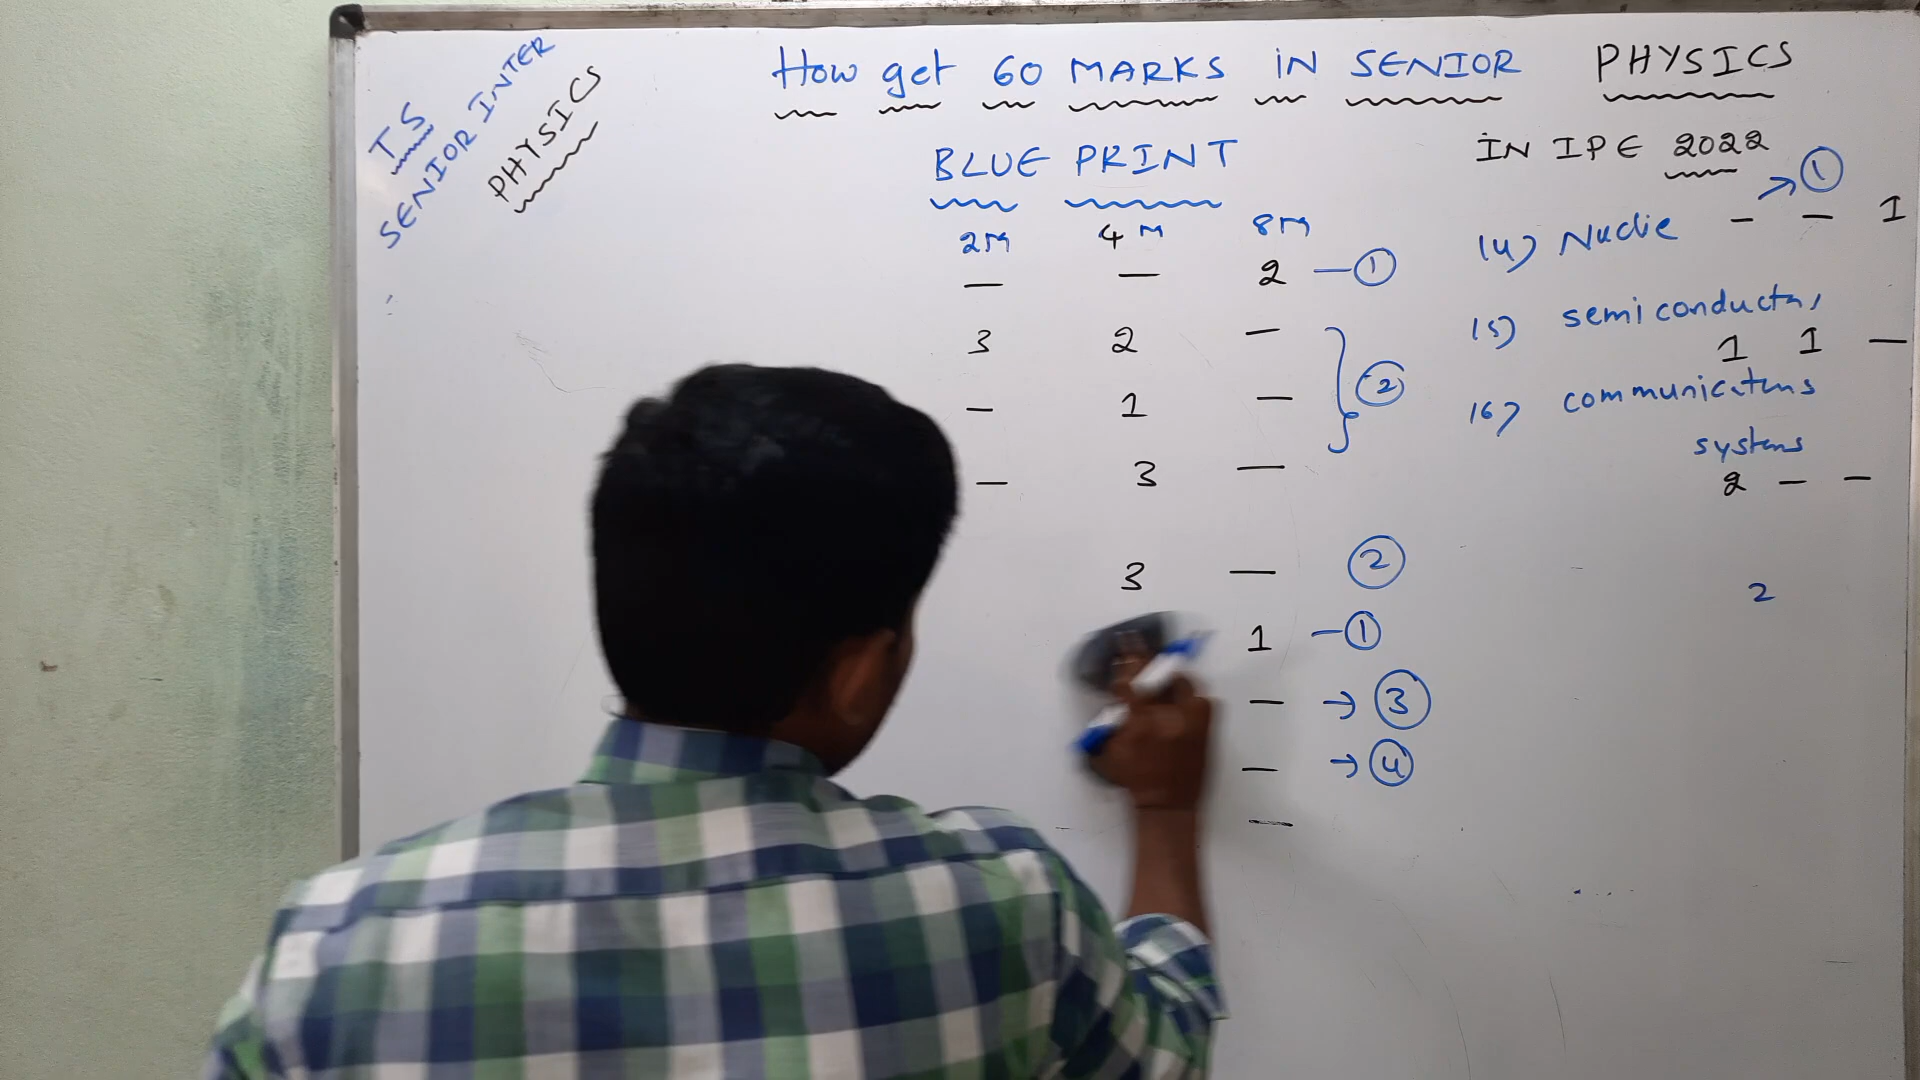 TS
SENIOR INTER
PHYSICS
How get 60 MARKS iN SENIOR PHYSICS
BLUE PRINT
iN IPE 2022
2M 4M 8M
— — 2 — ①
3 2 —
- 1 — } ②
— 3 —
3 — ②
1 - ①
— → ③
— → ④
—
→ ①
14) Nuclie - - 1
15) semiconductor,
1 1 —
16) communications
systems
2 - -
2